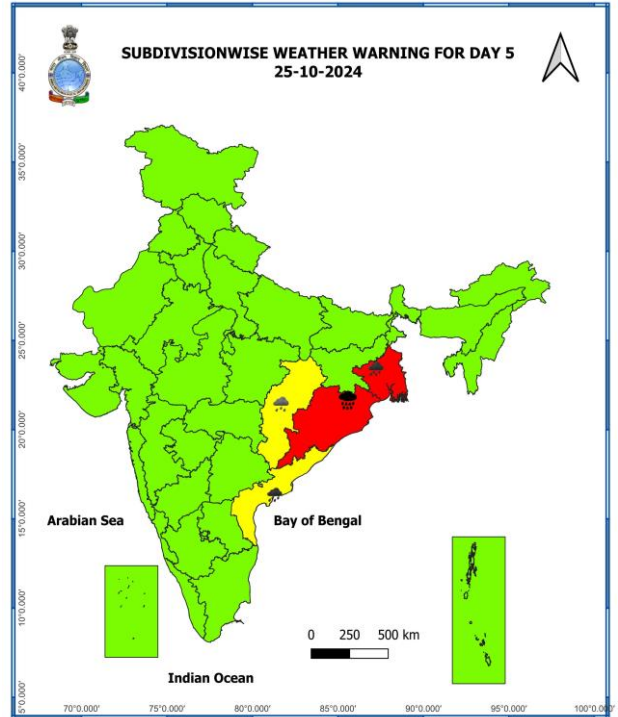 SUBDIVISIONWISE WEATHER WARNING FOR DAY 5
25-10-2024
40°0.000'
35°0.000'
30°0.000'
25°0.000'
20°0.000'
15°0.000'
10°0.000'
5°0.000'
Arabian Sea
Bay of Bengal
0 250 500 km
Indian Ocean
70°0.000' 75°0.000' 80°0.000' 85°0.000' 90°0.000' 95°0.000' 100°0.000'